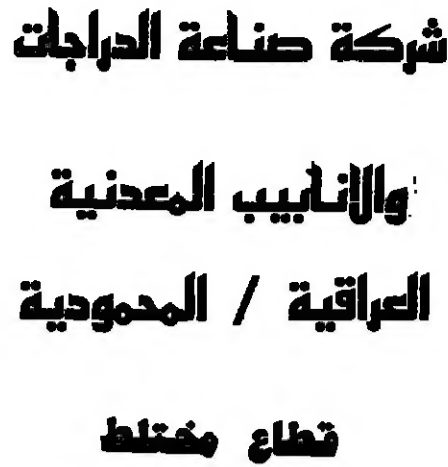 شركة صناعة الدراجات
والانابيب المعدنية
العراقية / المحمودية
قطاع مختلط